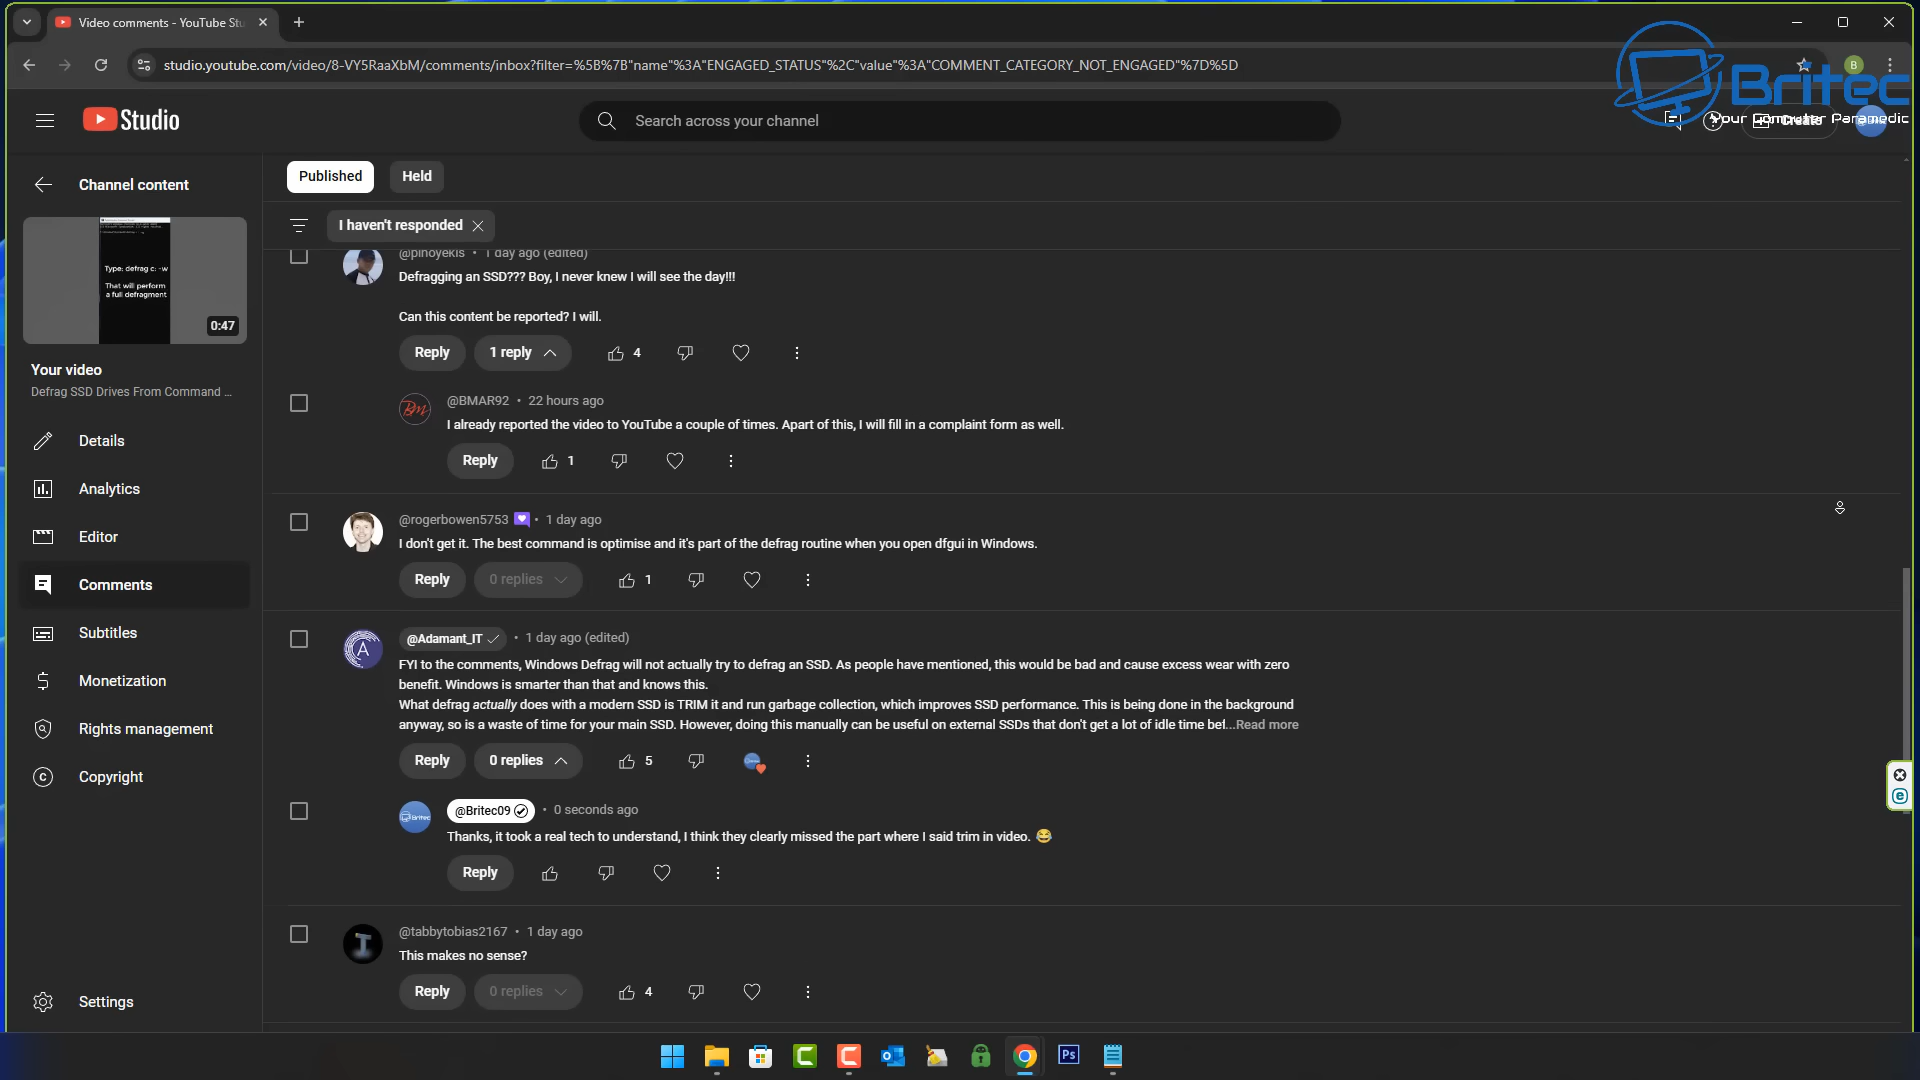 Video comments - YouTube Stu
studio.youtube.com/video/8-VY5RaaXbM/comments/inbox?filter=%5B%7B"name"%3A"ENGAGED_STATUS"%2C"value"%3A"COMMENT_CATEGORY_NOT_ENGAGED"%7D%5D
B
Britec
Your Computer Paramedic
Studio
Search across your channel
Create
Channel content
Published
Held
I haven't responded
Type: defrag c: -w
That will perform
a full defragment
0:47
Your video
Defrag SSD Drives From Command ...
Details
Analytics
Editor
Comments
Subtitles
Monetization
Rights management
Copyright
Settings
@pinoyekis • 1 day ago (edited)
Defragging an SSD??? Boy, I never knew I will see the day!!!
Can this content be reported? I will.
Reply 1 reply 4
@BMAR92 • 22 hours ago
I already reported the video to YouTube a couple of times. Apart of this, I will fill in a complaint form as well.
Reply 1
@rogerbowen5753 • 1 day ago
I don't get it. The best command is optimise and it's part of the defrag routine when you open dfgui in Windows.
Reply 0 replies 1
A
@Adamant_IT • 1 day ago (edited)
FYI to the comments, Windows Defrag will not actually try to defrag an SSD. As people have mentioned, this would be bad and cause excess wear with zero
benefit. Windows is smarter than that and knows this.
What defrag actually does with a modern SSD is TRIM it and run garbage collection, which improves SSD performance. This is being done in the background
anyway, so is a waste of time for your main SSD. However, doing this manually can be useful on external SSDs that don't get a lot of idle time bef...Read more
Reply 0 replies 5
Britec
@Britec09 • 0 seconds ago
Thanks, it took a real tech to understand, I think they clearly missed the part where I said trim in video. 😂
Reply
@tabbytobias2167 • 1 day ago
This makes no sense?
Reply 0 replies 4
Ps